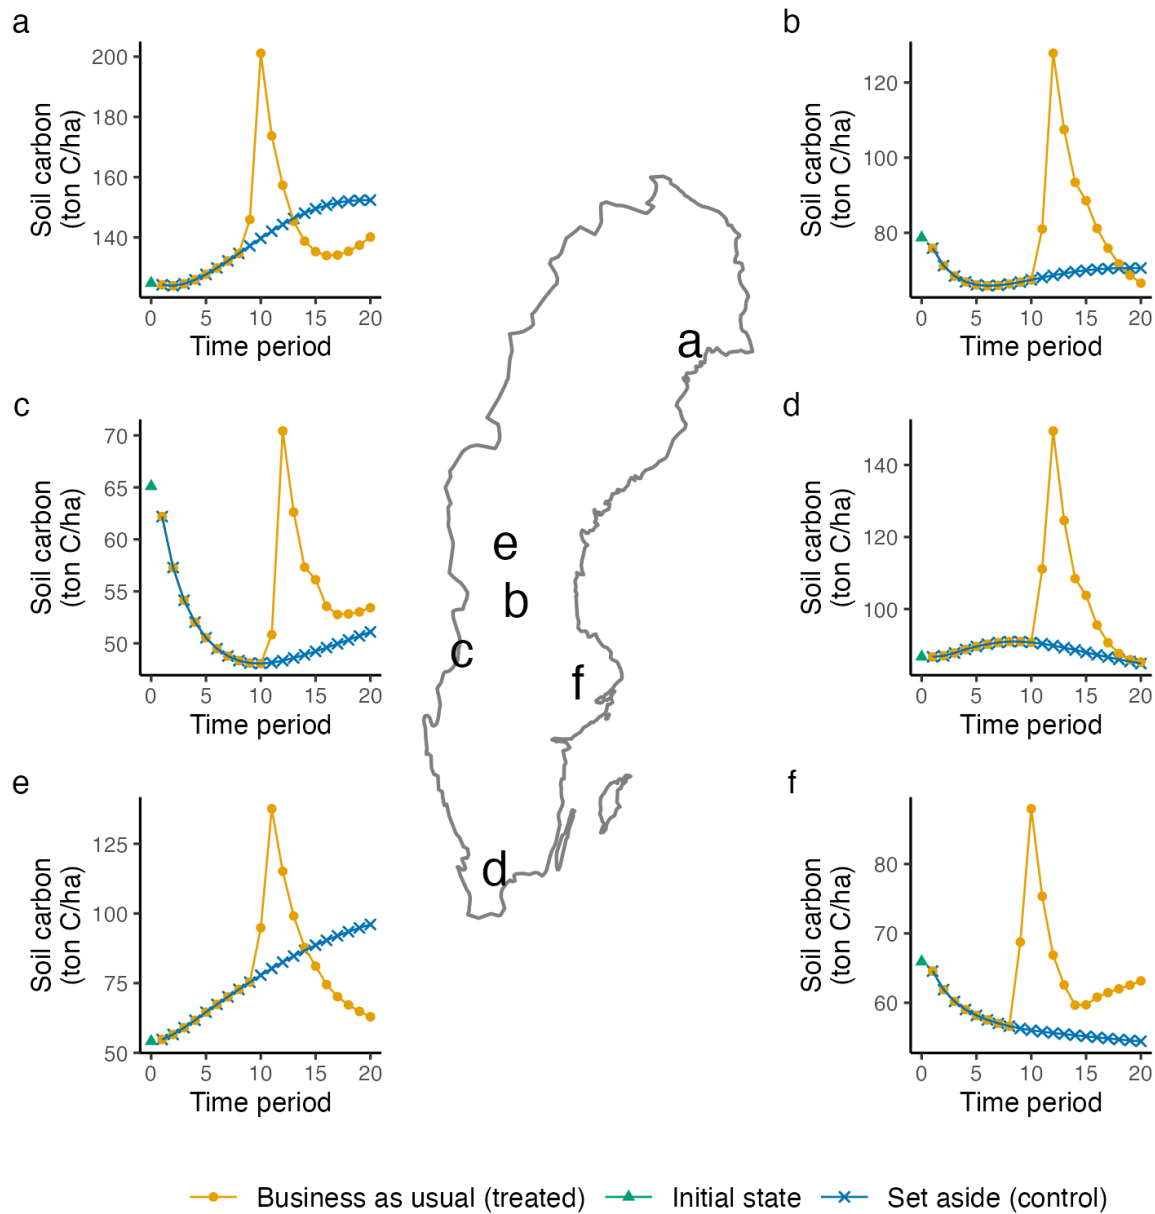 a
Soil carbon
(ton C/ha)
200
180
160
140
0 5 10 15 20
Time period
b
Soil carbon
(ton C/ha)
120
100
80
0 5 10 15 20
Time period
c
Soil carbon
(ton C/ha)
70
65
60
55
50
0 5 10 15 20
Time period
d
Soil carbon
(ton C/ha)
140
120
100
0 5 10 15 20
Time period
e
Soil carbon
(ton C/ha)
125
100
75
50
0 5 10 15 20
Time period
f
Soil carbon
(ton C/ha)
80
70
60
0 5 10 15 20
Time period
a
e
b
c
f
d
Business as usual (treated) Initial state Set aside (control)